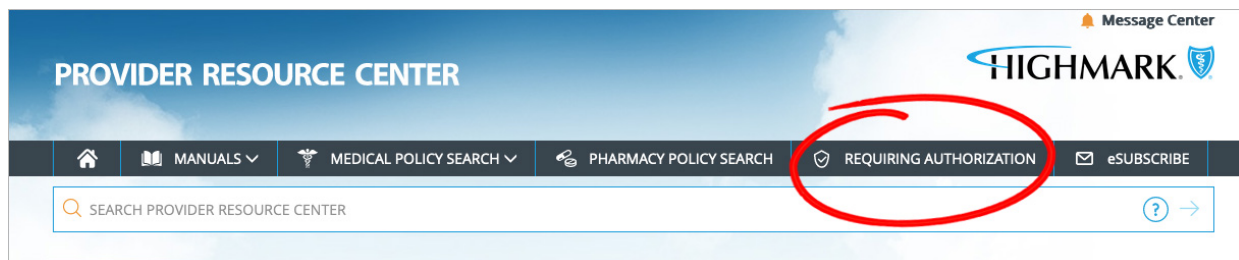 Message Center
PROVIDER RESOURCE CENTER
HIGHMARK.
MANUALS MEDICAL POLICY SEARCH PHARMACY POLICY SEARCH REQUIRING AUTHORIZATION eSUBSCRIBE
SEARCH PROVIDER RESOURCE CENTER ?